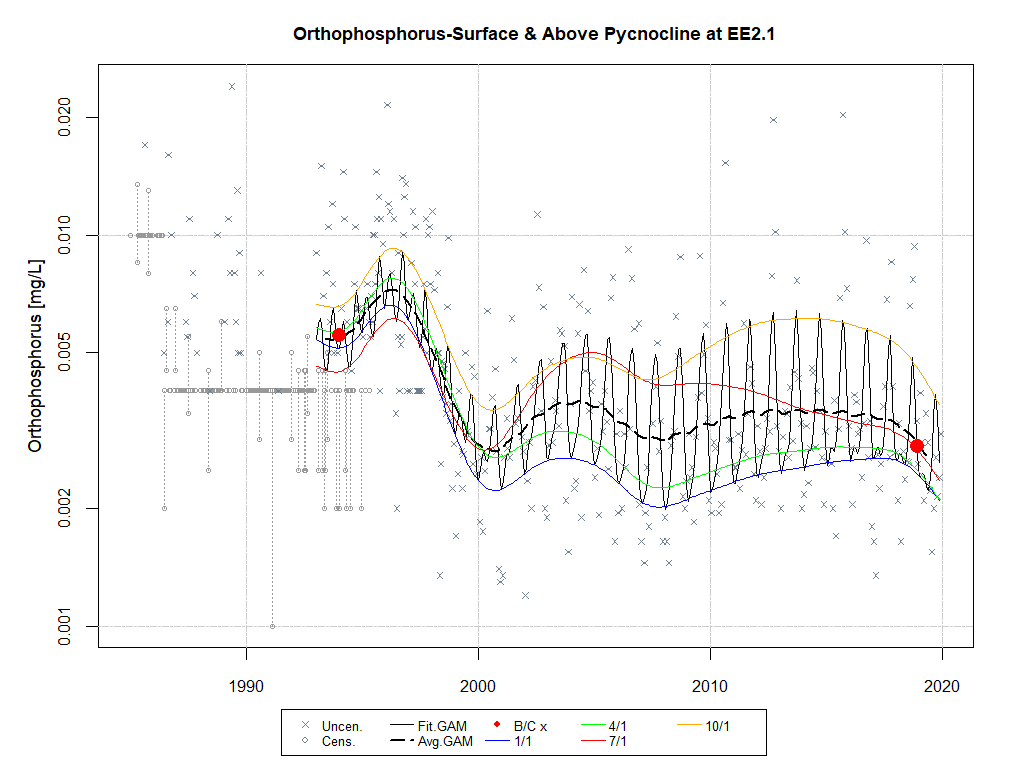 Orthophosphorus-Surface & Above Pycnocline at EE2.1
Orthophosphorus [mg/L]
0.020
0.010
0.005
0.002
0.001
1990 2000 2010 2020
Uncen. Fit.GAM B/C x 4/1 10/1
Cens. Avg.GAM 1/1 7/1